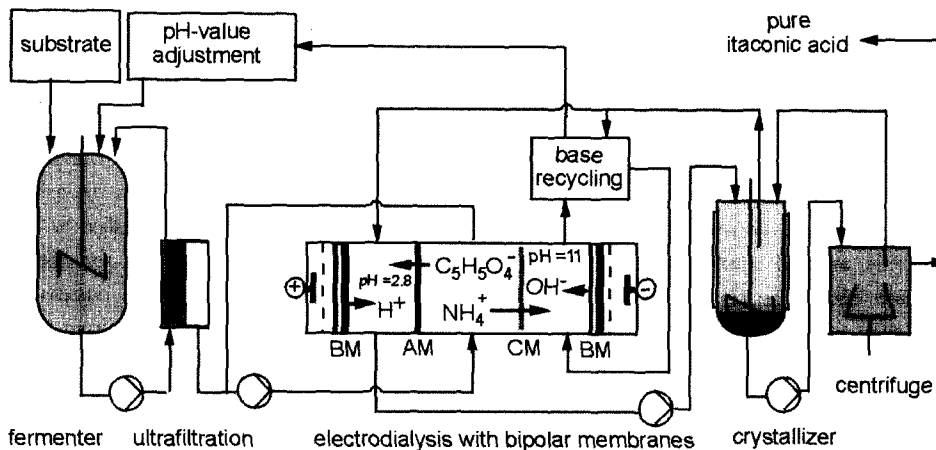 substrate
pH-value
adjustment
pure
itaconic acid
base
recycling
+
C₅H₅O₄⁻
pH=11
pH=2.8
OH⁻
−
H⁺
NH₄⁺
BM
AM
CM
BM
centrifuge
fermenter
ultrafiltration
electrodialysis with bipolar membranes
crystallizer